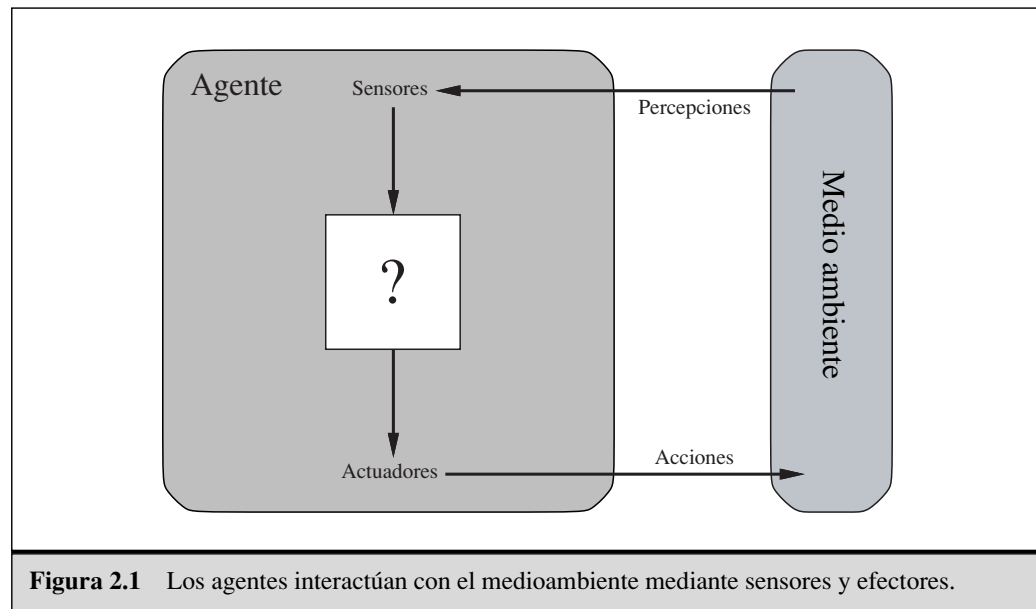 Agente
Sensores
Percepciones
?
Medio ambiente
Actuadores
Acciones
Figura 2.1 Los agentes interactúan con el medioambiente mediante sensores y efectores.